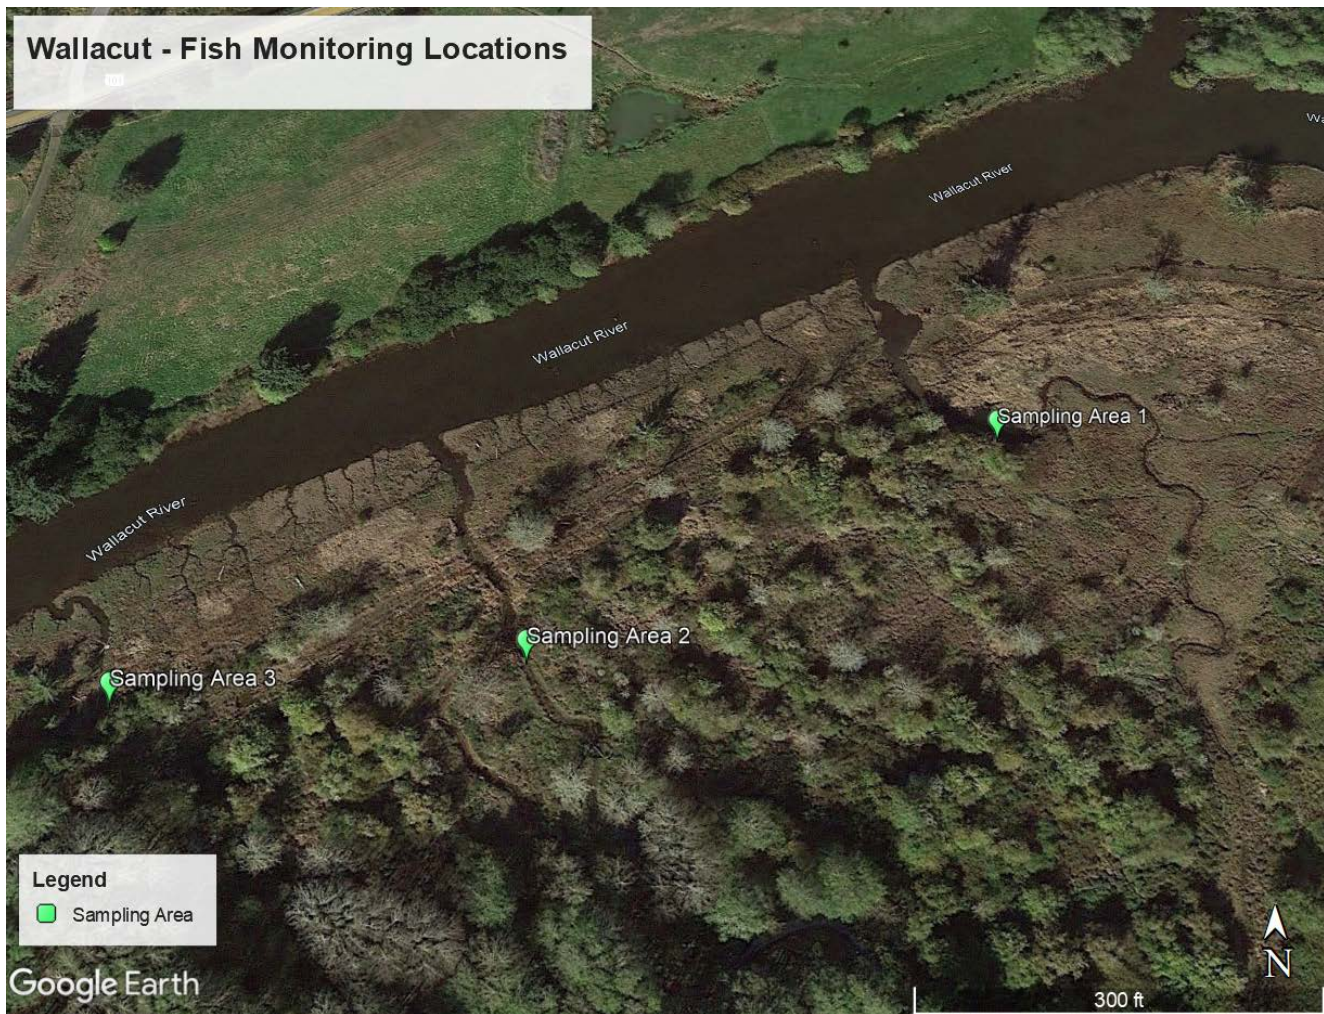 Wallacut - Fish Monitoring Locations
101
Wallacut River
Wallacut River
Sampling Area 1
Wallacut River
Sampling Area 2
Sampling Area 3
Legend
Sampling Area
N
Google Earth
300 ft